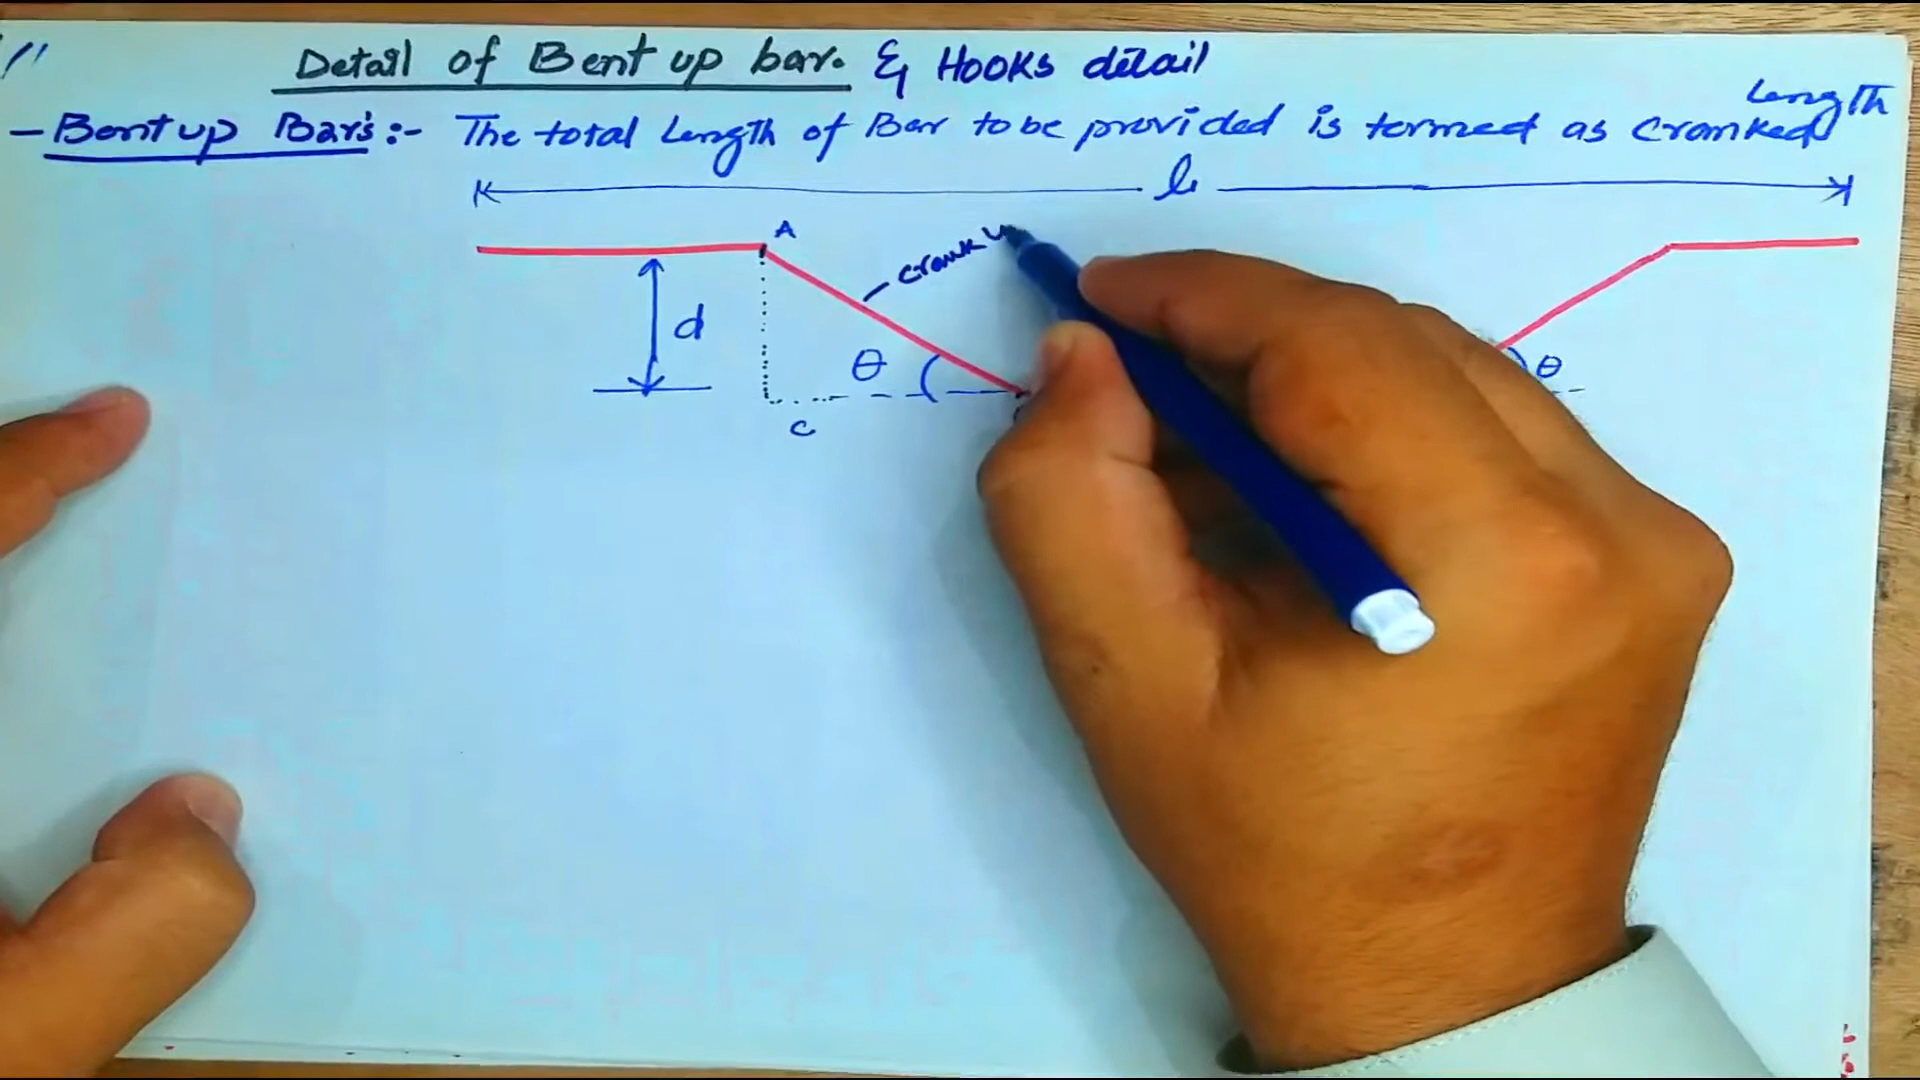 Detail of Bent up bar. & Hooks detail
Length
- Bent up Bar's :- The total Length of Bar to be provided is termed as Cranked
l
A
crank
d
θ
θ
c